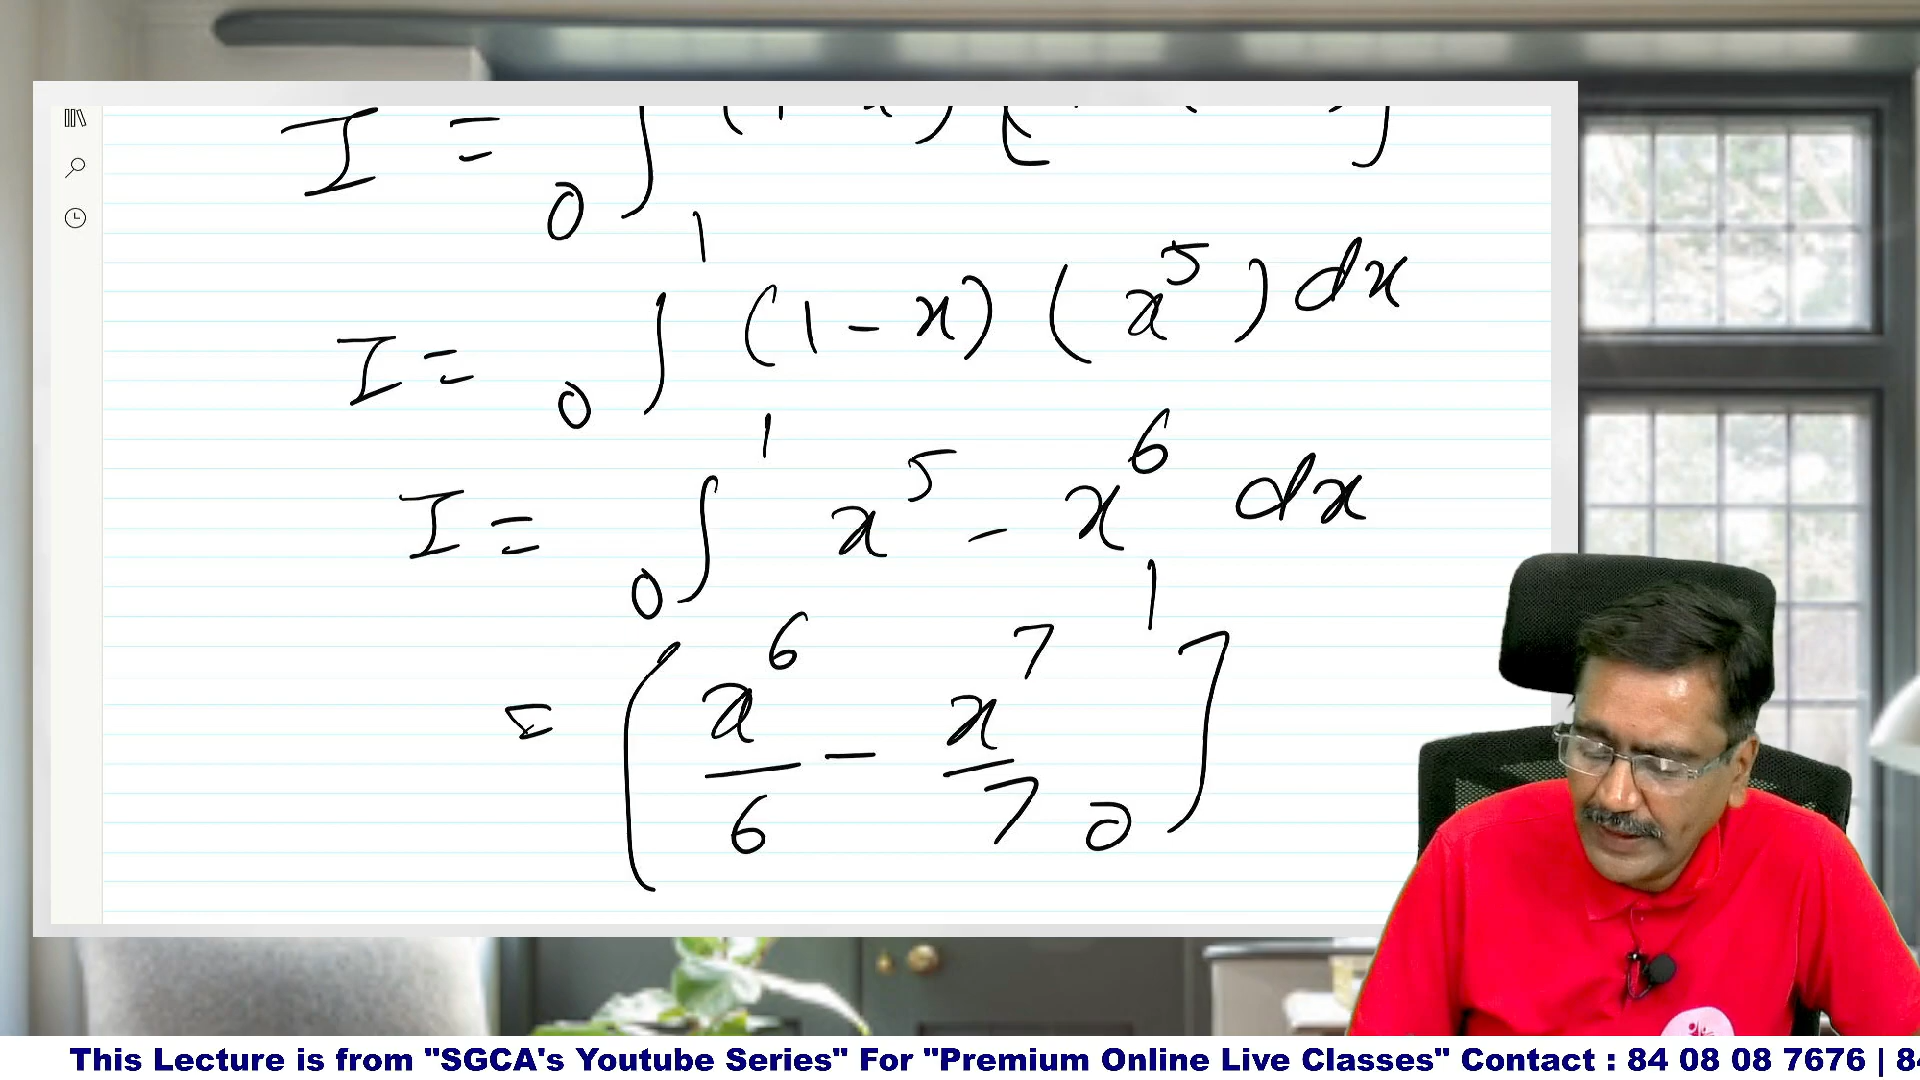 I = ₀∫
I = ₀∫¹ (1 - x) (x⁵) dx
I = ₀∫¹ x⁵ - x⁶ dx
= [x⁶/6 - x⁷/7]₀¹
This Lecture is from "SGCA's Youtube Series" For "Premium Online Live Classes" Contact : 84 08 08 7676 |